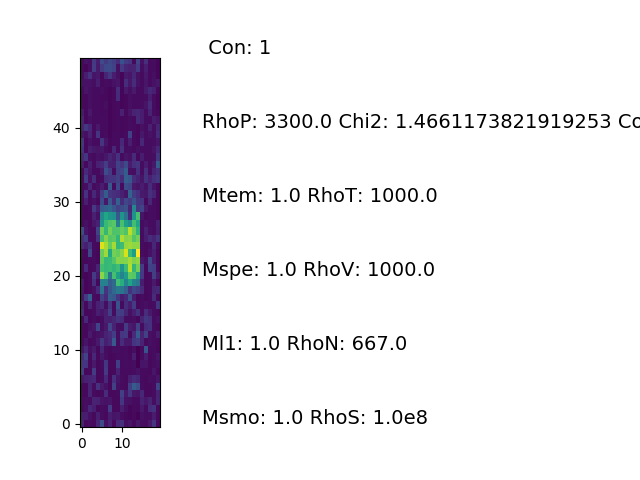 Con: 1
RhoP: 3300.0 Chi2: 1.4661173821919253 Co
Mtem: 1.0 RhoT: 1000.0
Mspe: 1.0 RhoV: 1000.0
Ml1: 1.0 RhoN: 667.0
Msmo: 1.0 RhoS: 1.0e8
40
30
20
10
0
0 10